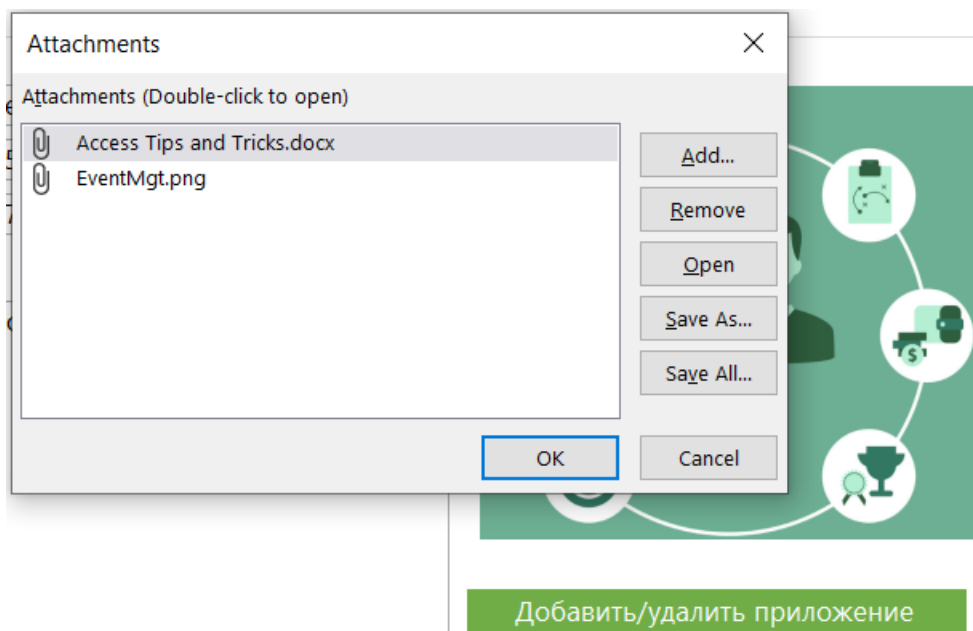 Attachments
Attachments (Double-click to open)
Access Tips and Tricks.docx
EventMgt.png
Add...
Remove
Open
Save As...
Save All...
OK
Cancel
$
Добавить/удалить приложение